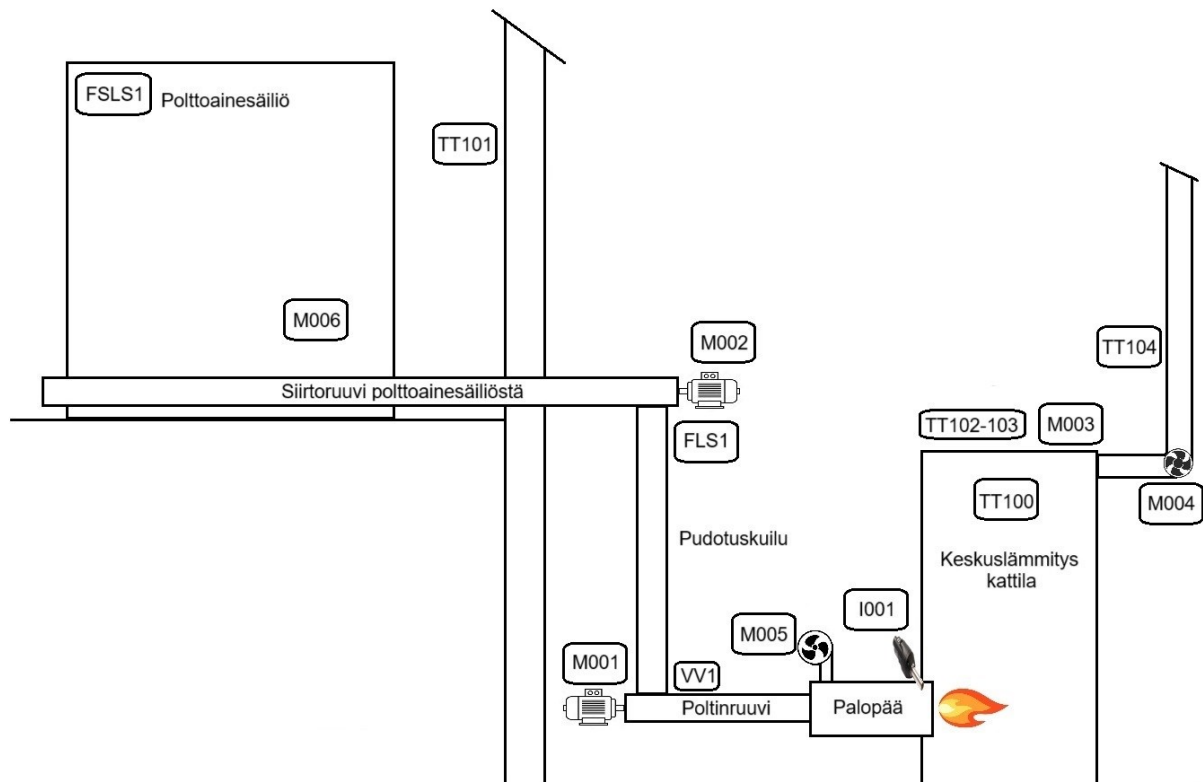 FSLS1
Polttoainesäiliö
TT101
M006
M002
TT104
Siirtoruuvi polttoainesäiliöstä
FLS1
TT102-103
M003
TT100
M004
Pudotuskuilu
Keskuslämmitys
kattila
I001
M005
M001
VV1
Poltinruuvi
Palopää